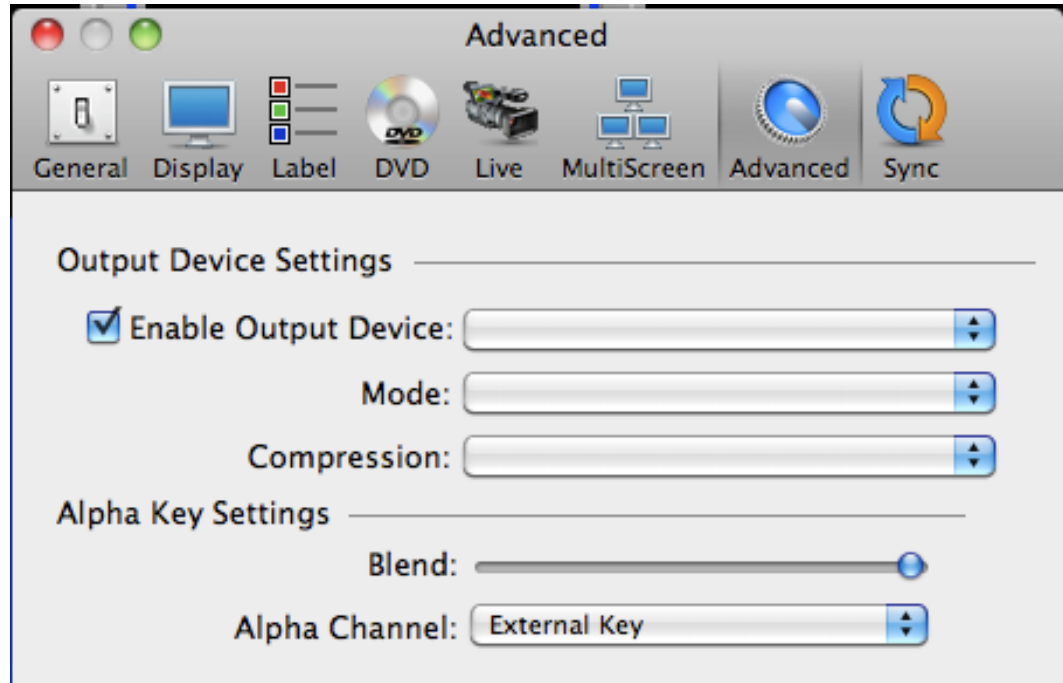 Advanced
General Display Label DVD Live MultiScreen Advanced Sync
Output Device Settings
Enable Output Device:
Mode:
Compression:
Alpha Key Settings
Blend:
Alpha Channel: External Key